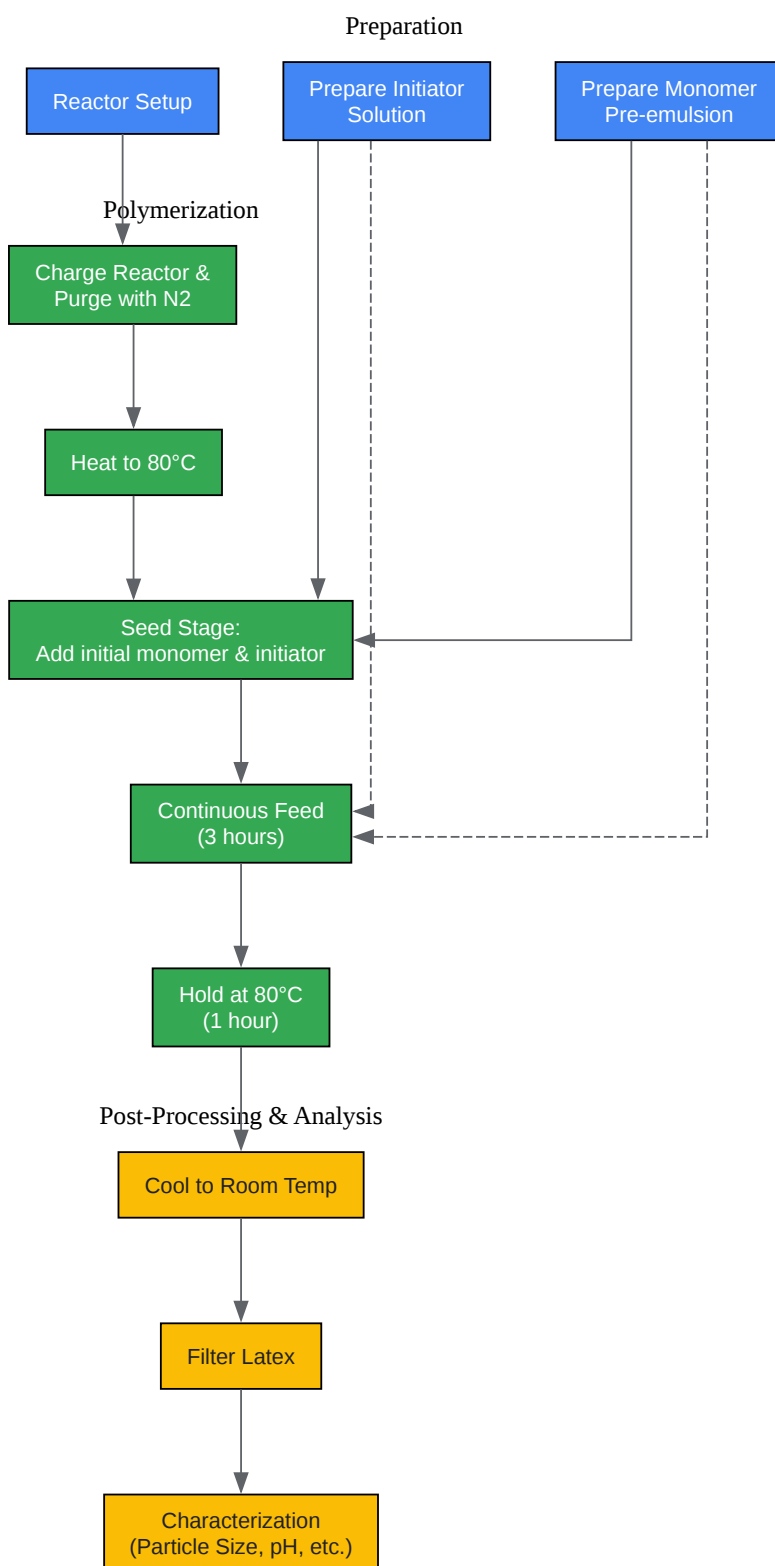 Preparation
Reactor Setup
Prepare Initiator
Solution
Prepare Monomer
Pre-emulsion
Polymerization
Charge Reactor &
Purge with N2
Heat to 80°C
Seed Stage:
Add initial monomer & initiator
Continuous Feed
(3 hours)
Hold at 80°C
(1 hour)
Post-Processing & Analysis
Cool to Room Temp
Filter Latex
Characterization
(Particle Size, pH, etc.)